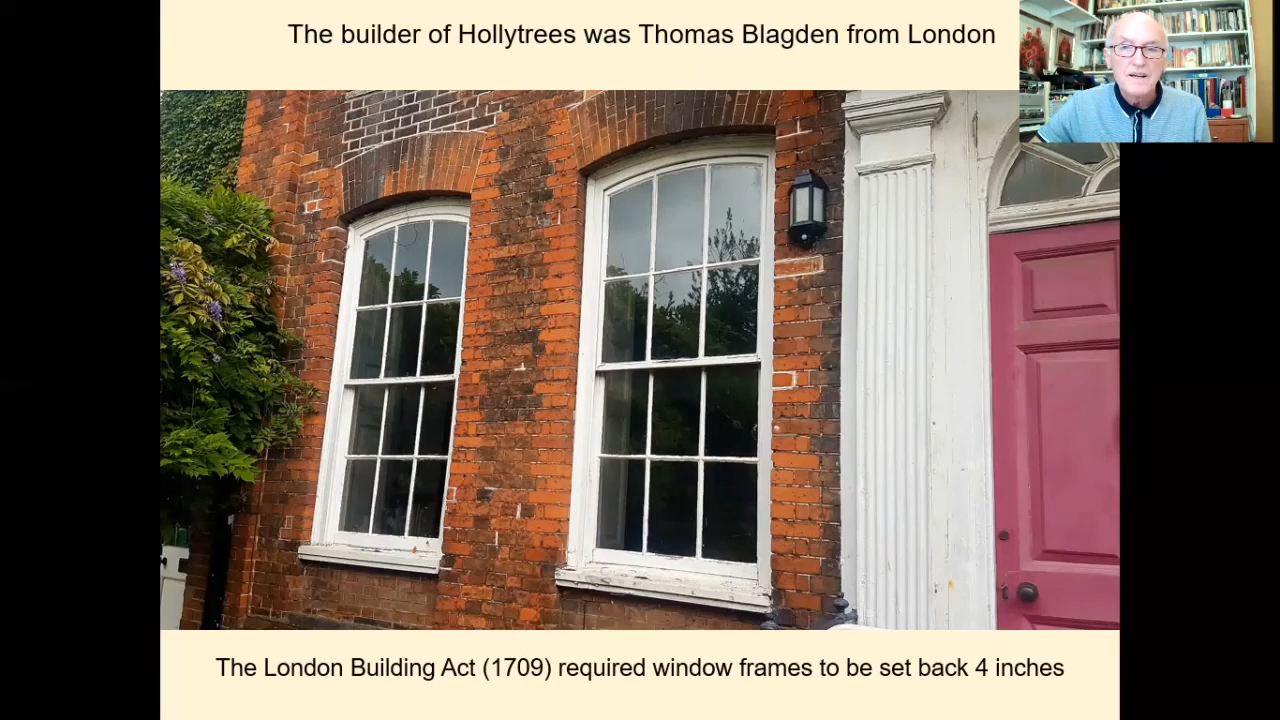 The builder of Hollytrees was Thomas Blagden from London
The London Building Act (1709) required window frames to be set back 4 inches